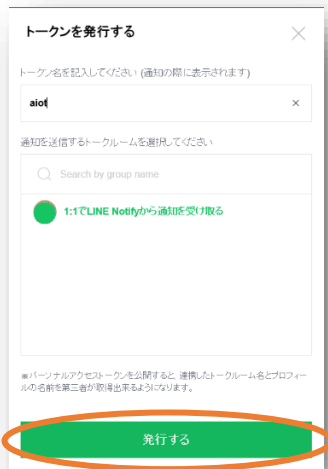 トークンを発行する
トークン名を記入してください (通知の際に表示されます)
aiot
通知を送信するトークルームを選択してください
Search by group name
1:1でLINE Notifyから通知を受け取る
※パーソナルアクセストークンを公開すると、連携したトークルーム名とプロフィー
ルの名前を第三者が取得出来るようになります。
発行する